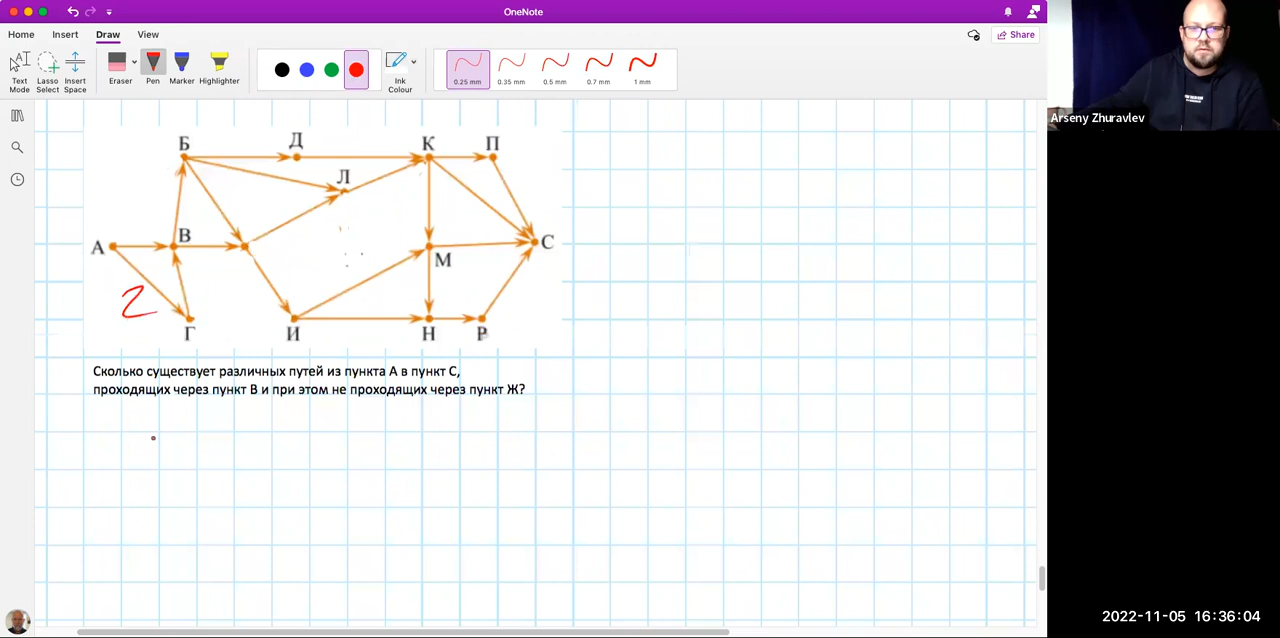 OneNote
Home Insert Draw View
Share
Text Mode
Lasso Select
Insert Space
Eraser
Pen
Marker
Highlighter
Ink Colour
0.25 mm
0.35 mm
0.5 mm
0.7 mm
1 mm
Arseny Zhuravlev
Б Д К П
Л
А В С
М
2
Г И Н Р
Сколько существует различных путей из пункта А в пункт С,
проходящих через пункт В и при этом не проходящих через пункт Ж?
2022-11-05 16:36:04